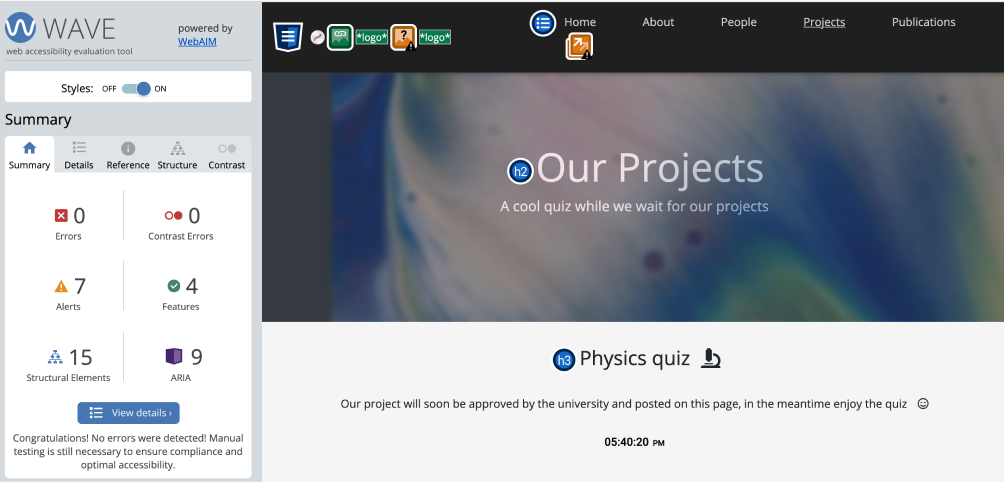 WAVE
web accessibility evaluation tool
powered by
WebAIM
Styles: OFF ON
Summary
Summary Details Reference Structure Contrast
0 0
Errors Contrast Errors
7 4
Alerts Features
15 9
Structural Elements ARIA
View details ›
Congratulations! No errors were detected! Manual
testing is still necessary to ensure compliance and
optimal accessibility.
*logo* *logo* Home About People Projects Publications
h2 Our Projects
A cool quiz while we wait for our projects
h3 Physics quiz
Our project will soon be approved by the university and posted on this page, in the meantime enjoy the quiz
05:40:20 PM